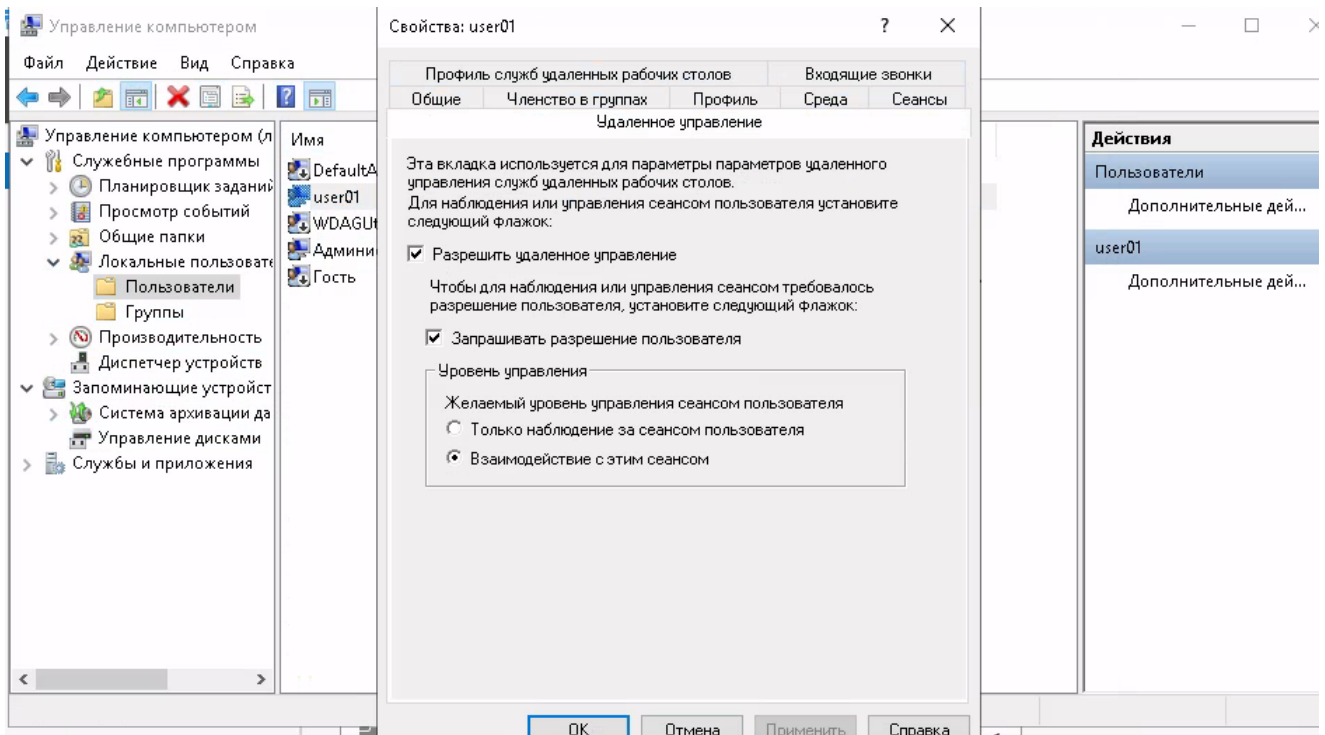 Управление компьютером
Файл Действие Вид Справка
Управление компьютером (л
Служебные программы
Планировщик заданий
Просмотр событий
Общие папки
Локальные пользовате
Пользователи
Группы
Производительность
Диспетчер устройств
Запоминающие устройст
Система архивации да
Управление дисками
Службы и приложения
Имя
DefaultA
user01
WDAGUt
Админи
Гость
Свойства: user01
Профиль служб удаленных рабочих столов Входящие звонки
Общие Членство в группах Профиль Среда Сеансы
Удаленное управление
Эта вкладка используется для параметры параметров удаленного
управления служб удаленных рабочих столов.
Для наблюдения или управления сеансом пользователя установите
следующий флажок:
Разрешить удаленное управление
Чтобы для наблюдения или управления сеансом требовалось
разрешение пользователя, установите следующий флажок:
Запрашивать разрешение пользователя
Уровень управления
Желаемый уровень управления сеансом пользователя
Только наблюдение за сеансом пользователя
Взаимодействие с этим сеансом
OK Отмена Применить Справка
Действия
Пользователи
Дополнительные дей...
user01
Дополнительные дей...